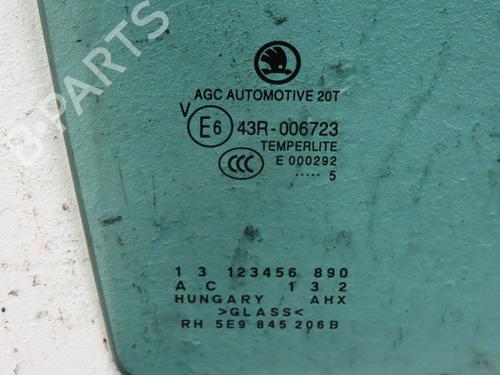 B-PARTS
AGC AUTOMOTIVE 20T
V
E6 43R-006723
TEMPERLITE
CCC E 000292
..... 5
1 3 123456 890
A C 1 3 2
HUNGARY AHX
>GLASS<
RH 5E9 845 206B